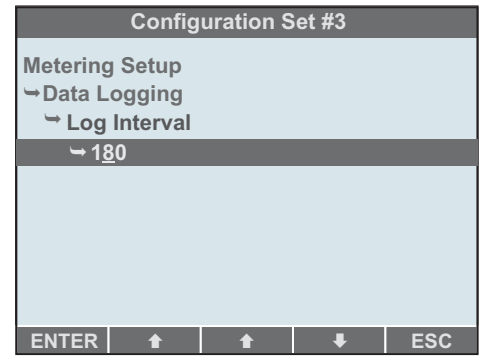 Configuration Set #3
Metering Setup
➥Data Logging
➥ Log Interval
➥ 180
ENTER ⬆ ⬆ ⬇ ESC